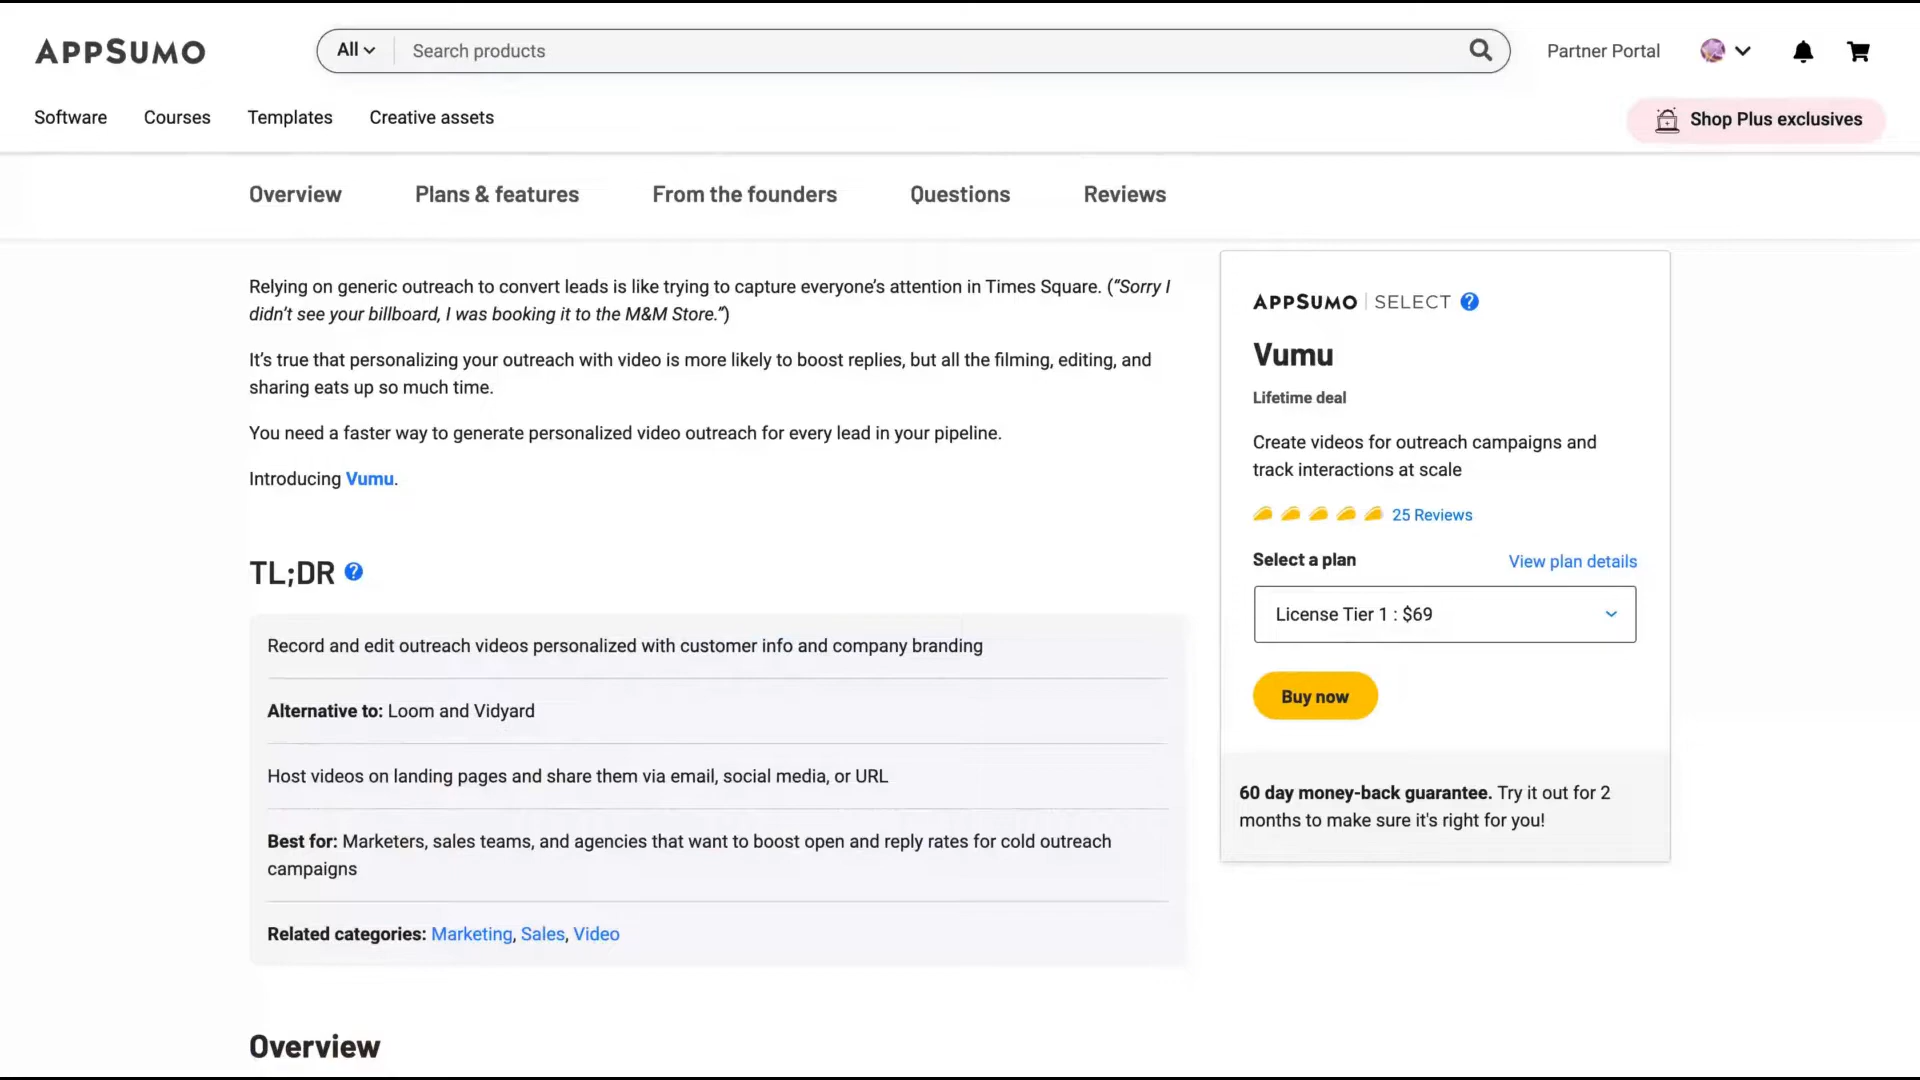 APPSUMO
All
Search products
Partner Portal
Software
Courses
Templates
Creative assets
Shop Plus exclusives
Overview
Plans & features
From the founders
Questions
Reviews
Relying on generic outreach to convert leads is like trying to capture everyone’s attention in Times Square. (“Sorry I
didn’t see your billboard, I was booking it to the M&M Store.”)
It’s true that personalizing your outreach with video is more likely to boost replies, but all the filming, editing, and
sharing eats up so much time.
You need a faster way to generate personalized video outreach for every lead in your pipeline.
Introducing Vumu.
TL;DR ?
Record and edit outreach videos personalized with customer info and company branding
Alternative to: Loom and Vidyard
Host videos on landing pages and share them via email, social media, or URL
Best for: Marketers, sales teams, and agencies that want to boost open and reply rates for cold outreach
campaigns
Related categories: Marketing, Sales, Video
Overview
APPSUMO | SELECT ?
Vumu
Lifetime deal
Create videos for outreach campaigns and
track interactions at scale
25 Reviews
Select a plan
View plan details
License Tier 1 : $69
Buy now
60 day money-back guarantee. Try it out for 2
months to make sure it's right for you!